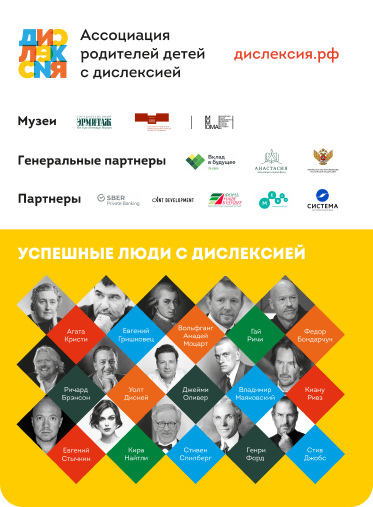 ДИС
ЛЕК
СИЯ
Ассоциация
родителей детей
с дислексией
дислексия.рф
Музеи
ЭРМИТАЖ
Генеральные партнеры
Вклад
в будущее
АНАСТАСИЯ
Партнеры
SBER
Private Banking
СИСТЕМА
УСПЕШНЫЕ ЛЮДИ С ДИСЛЕКСИЕЙ
Агата
Кристи
Евгений
Гришковец
Вольфганг
Амадей
Моцарт
Гай
Ричи
Федор
Бондарчук
Ричард
Брэнсон
Уолт
Дисней
Джейми
Оливер
Владимир
Маяковский
Киану
Ривз
Евгений
Стычкин
Кира
Найтли
Стивен
Спилберг
Генри
Форд
Стив
Джобс